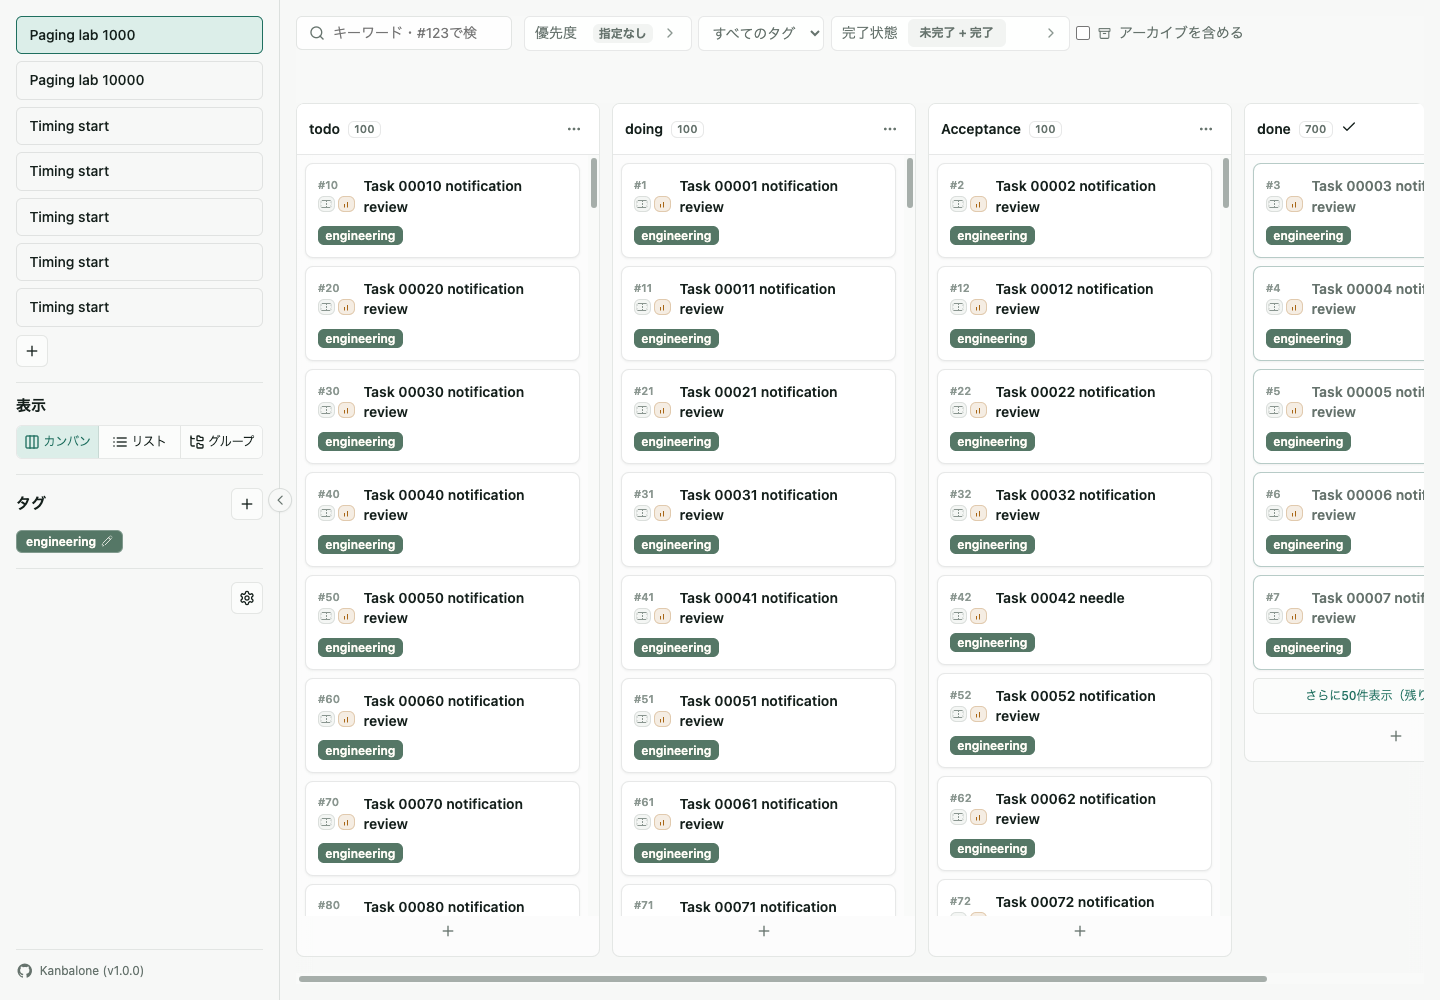 Paging lab 1000
Paging lab 10000
Timing start
Timing start
Timing start
Timing start
Timing start
表示
カンバン
リスト
グループ
タグ
engineering
Kanbalone (v1.0.0)
キーワード・#123で検
優先度 指定なし
すべてのタグ
完了状態 未完了 + 完了
アーカイブを含める
todo 100
#10 Task 00010 notification
review
engineering
#20 Task 00020 notification
review
engineering
#30 Task 00030 notification
review
engineering
#40 Task 00040 notification
review
engineering
#50 Task 00050 notification
review
engineering
#60 Task 00060 notification
review
engineering
#70 Task 00070 notification
review
engineering
#80 Task 00080 notification
doing 100
#1 Task 00001 notification
review
engineering
#11 Task 00011 notification
review
engineering
#21 Task 00021 notification
review
engineering
#31 Task 00031 notification
review
engineering
#41 Task 00041 notification
review
engineering
#51 Task 00051 notification
review
engineering
#61 Task 00061 notification
review
engineering
#71 Task 00071 notification
Acceptance 100
#2 Task 00002 notification
review
engineering
#12 Task 00012 notification
review
engineering
#22 Task 00022 notification
review
engineering
#32 Task 00032 notification
review
engineering
#42 Task 00042 needle
engineering
#52 Task 00052 notification
review
engineering
#62 Task 00062 notification
review
engineering
#72 Task 00072 notification
done 700
#3 Task 00003 notif
review
engineering
#4 Task 00004 notif
review
engineering
#5 Task 00005 notif
review
engineering
#6 Task 00006 notif
review
engineering
#7 Task 00007 notif
review
engineering
さらに50件表示（残り